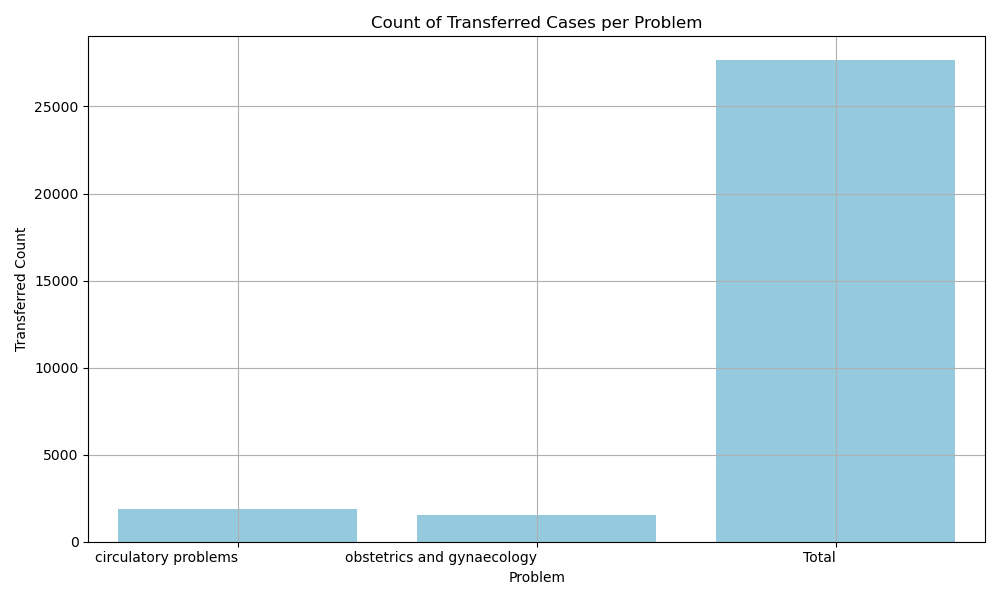 Count of Transferred Cases per Problem
Transferred Count
25000
20000
15000
10000
5000
0
circulatory problems
obstetrics and gynaecology
Total
Problem